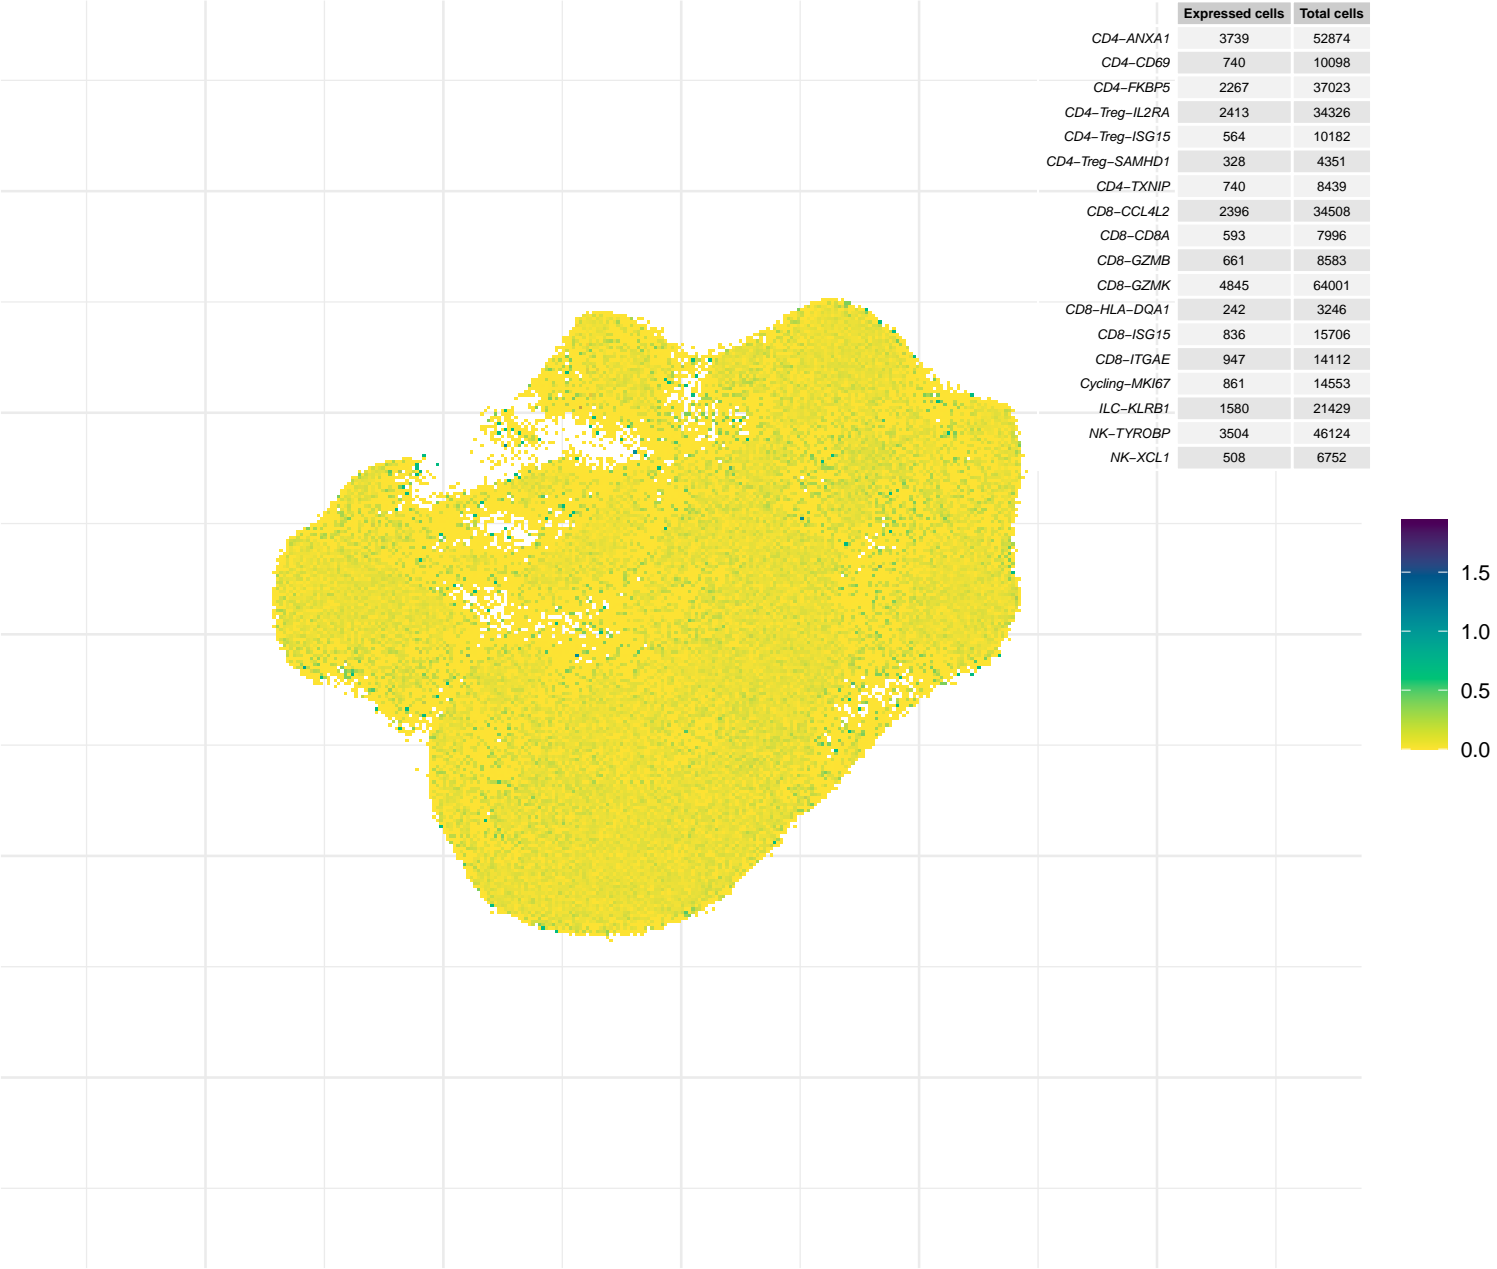 Expressed cells Total cells
CD4−ANXA1 3739 52874
CD4−CD69 740 10098
CD4−FKBP5 2267 37023
CD4−Treg−IL2RA 2413 34326
CD4−Treg−ISG15 564 10182
CD4−Treg−SAMHD1 328 4351
CD4−TXNIP 740 8439
CD8−CCL4L2 2396 34508
CD8−CD8A 593 7996
CD8−GZMB 661 8583
CD8−GZMK 4845 64001
CD8−HLA−DQA1 242 3246
CD8−ISG15 836 15706
CD8−ITGAE 947 14112
Cycling−MKI67 861 14553
ILC−KLRB1 1580 21429
NK−TYROBP 3504 46124
NK−XCL1 508 6752
1.5
1.0
0.5
0.0